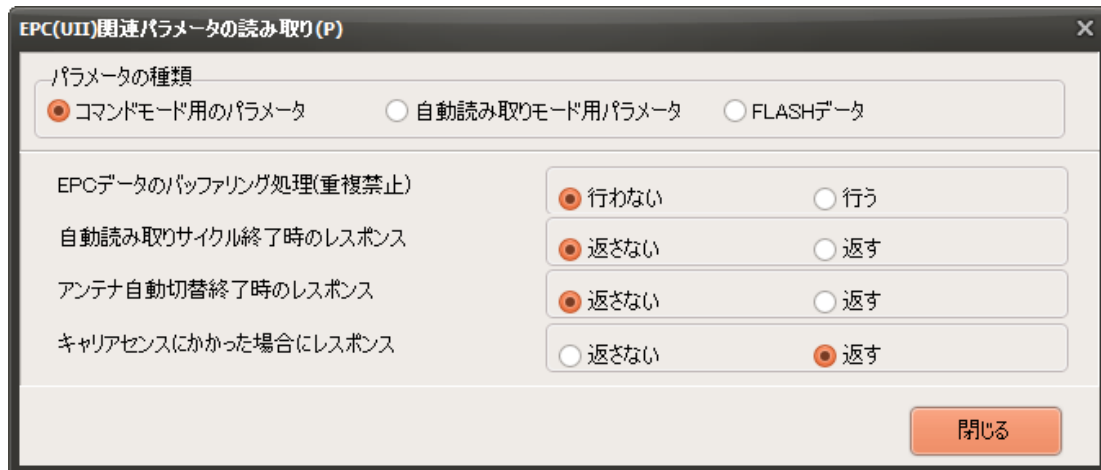 EPC(UII)関連パラメータの読み取り(P)
パラメータの種類
コマンドモード用のパラメータ 自動読み取りモード用パラメータ FLASHデータ
EPCデータのバッファリング処理(重複禁止) 行わない 行う
自動読み取りサイクル終了時のレスポンス 返さない 返す
アンテナ自動切替終了時のレスポンス 返さない 返す
キャリアセンスにかかった場合にレスポンス 返さない 返す
閉じる